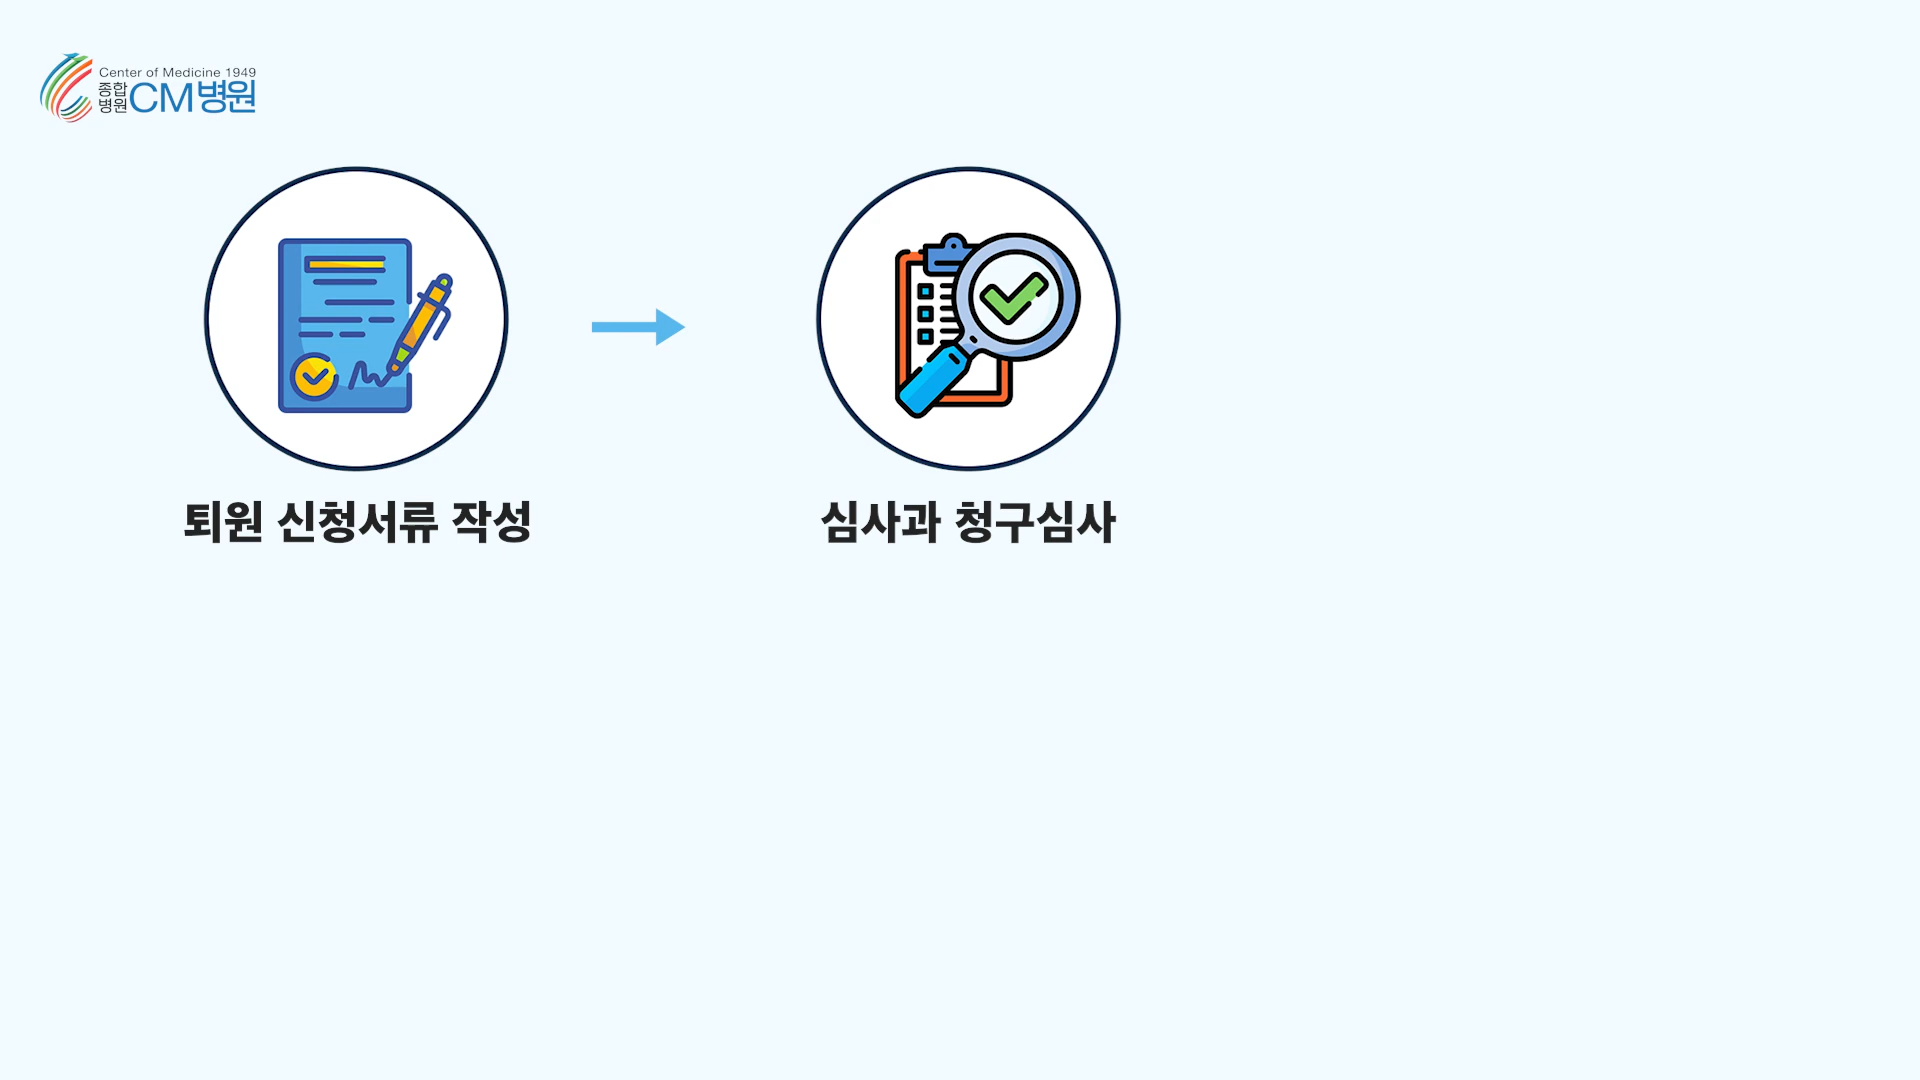 Center of Medicine 1949
종합
병원 CM병원
퇴원 신청서류 작성
심사과 청구심사